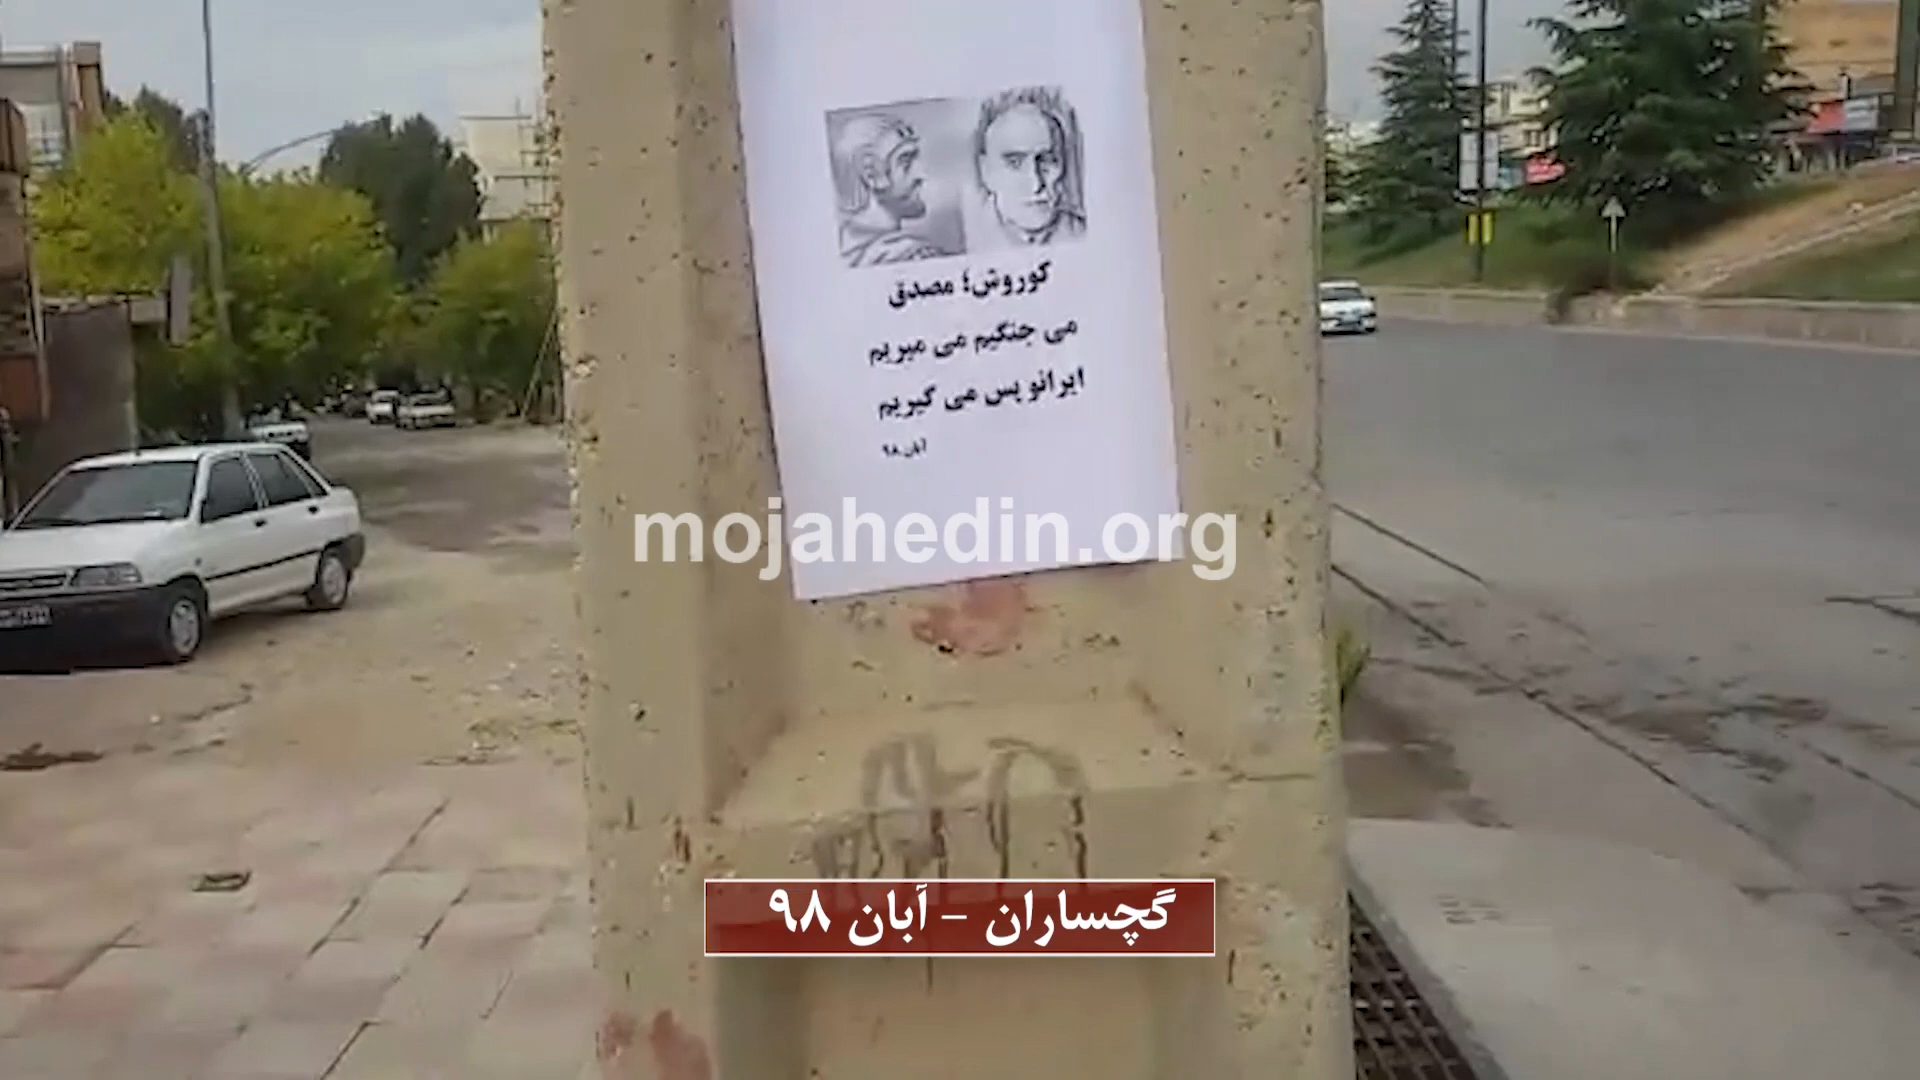 کوروش؛ مصدق
می جنگیم می میریم
ایرانو پس می گیریم
آبان ۹۸
mojahedin.org
گچساران – آبان ۹۸